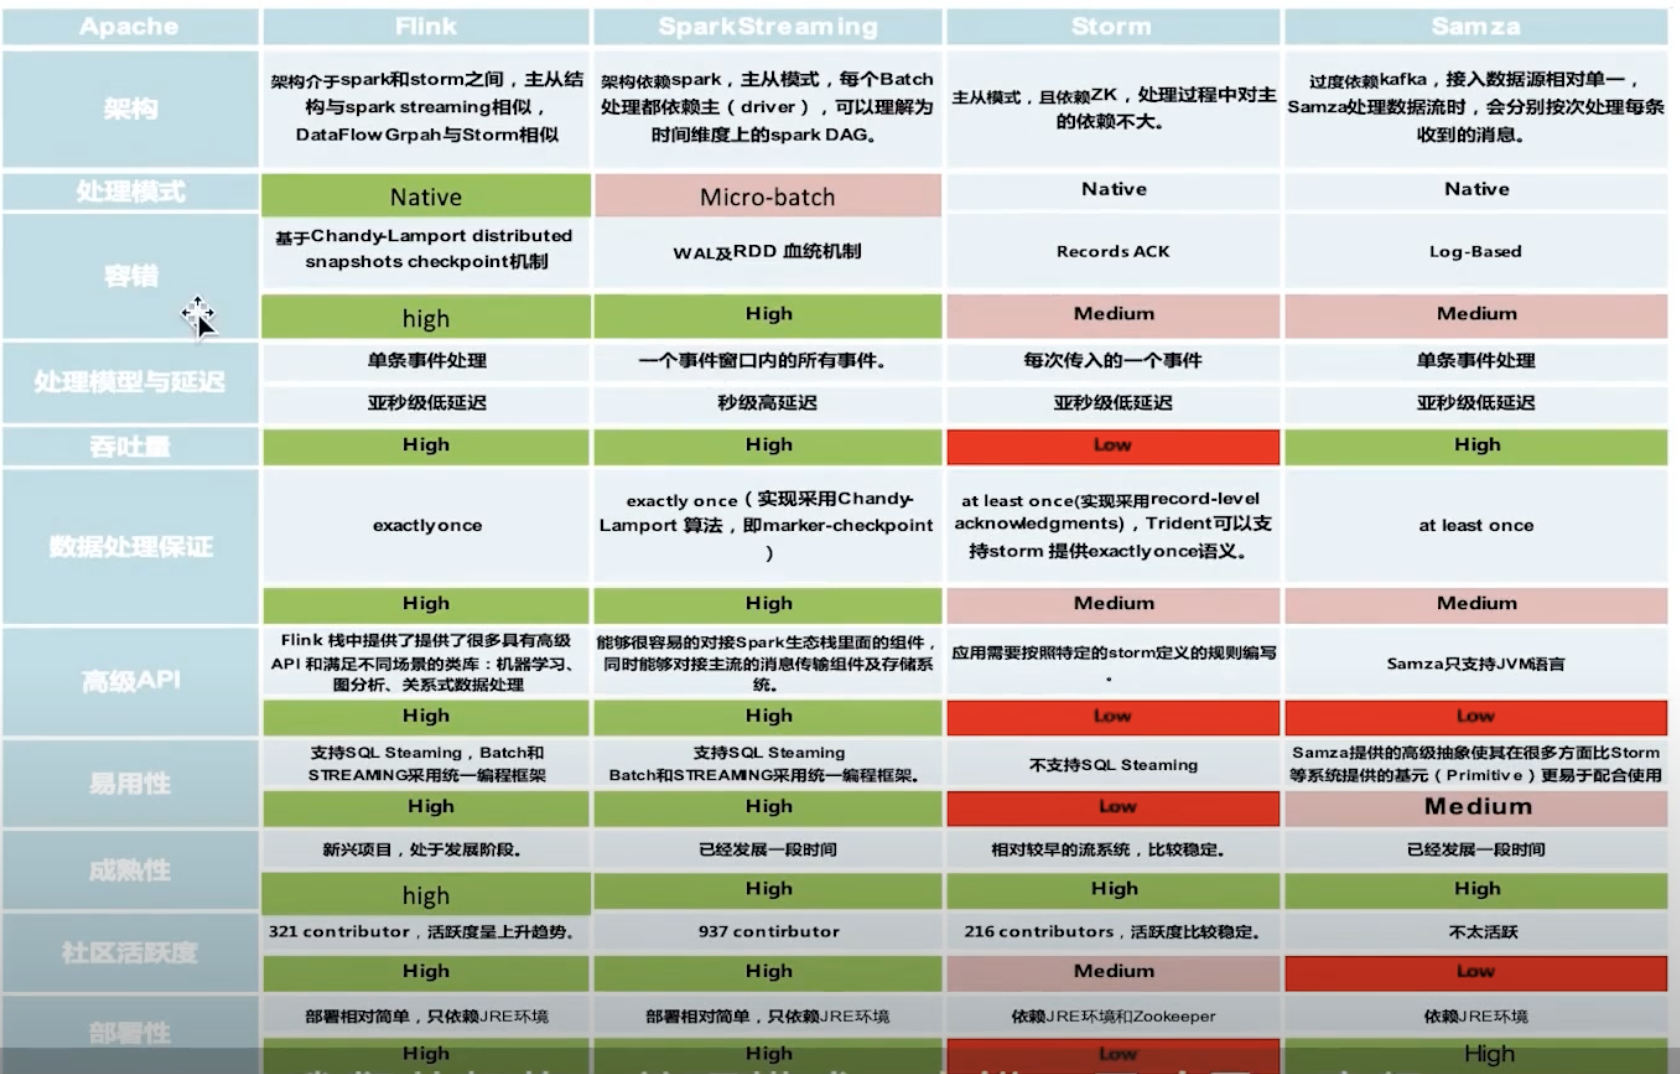 Apache
Flink
SparkStreaming
Storm
Samza
架构
架构介于spark和storm之间，主从结
构与spark streaming相似，
DataFlow Grpah与Storm相似
架构依赖spark，主从模式，每个Batch
处理都依赖主（driver），可以理解为
时间维度上的spark DAG。
主从模式，且依赖ZK，处理过程中对主
的依赖不大。
过度依赖kafka，接入数据源相对单一，
Samza处理数据流时，会分别按次处理每条
收到的消息。
处理模式
Native
Micro-batch
Native
Native
容错
基于Chandy-Lamport distributed
snapshots checkpoint机制
WAL及RDD 血统机制
Records ACK
Log-Based
high
High
Medium
Medium
处理模型与延迟
单条事件处理
一个事件窗口内的所有事件。
每次传入的一个事件
单条事件处理
亚秒级低延迟
秒级高延迟
亚秒级低延迟
亚秒级低延迟
吞吐量
High
High
Low
High
数据处理保证
exactly once
exactly once（实现采用Chandy-
Lamport 算法，即marker-checkpoint
）
at least once(实现采用record-level
acknowledgments)，Trident可以支
持storm 提供exactly once语义。
at least once
High
High
Medium
Medium
高级API
Flink 栈中提供了提供了很多具有高级
API 和满足不同场景的类库：机器学习、
图分析、关系式数据处理
能够很容易的对接Spark生态栈里面的组件，
同时能够对接主流的消息传输组件及存储系
统。
应用需要按照特定的storm定义的规则编写
。
Samza只支持JVM语言
High
High
Low
Low
易用性
支持SQL Steaming，Batch和
STREAMING采用统一编程框架
支持SQL Steaming
Batch和STREAMING采用统一编程框架。
不支持SQL Steaming
Samza提供的高级抽象使其在很多方面比Storm
等系统提供的基元（Primitive）更易于配合使用
High
High
Low
Medium
成熟性
新兴项目，处于发展阶段。
已经发展一段时间
相对较早的流系统，比较稳定。
已经发展一段时间
high
High
High
High
社区活跃度
321 contributor，活跃度呈上升趋势。
937 contirbutor
216 contributors，活跃度比较稳定。
不太活跃
High
High
Medium
Low
部署性
部署相对简单，只依赖JRE环境
部署相对简单，只依赖JRE环境
依赖JRE环境和Zookeeper
依赖JRE环境
High
High
Low
High